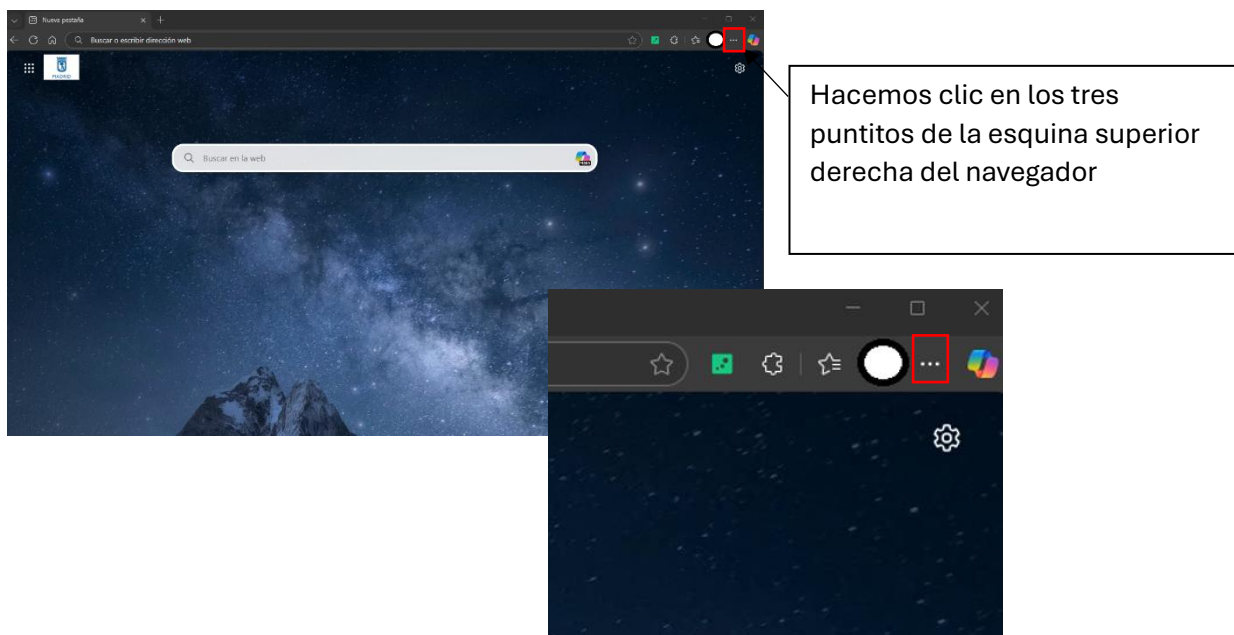 Nueva pestaña
Buscar o escribir dirección web
MADRID
Buscar en la web
Hacemos clic en los tres
puntitos de la esquina superior
derecha del navegador